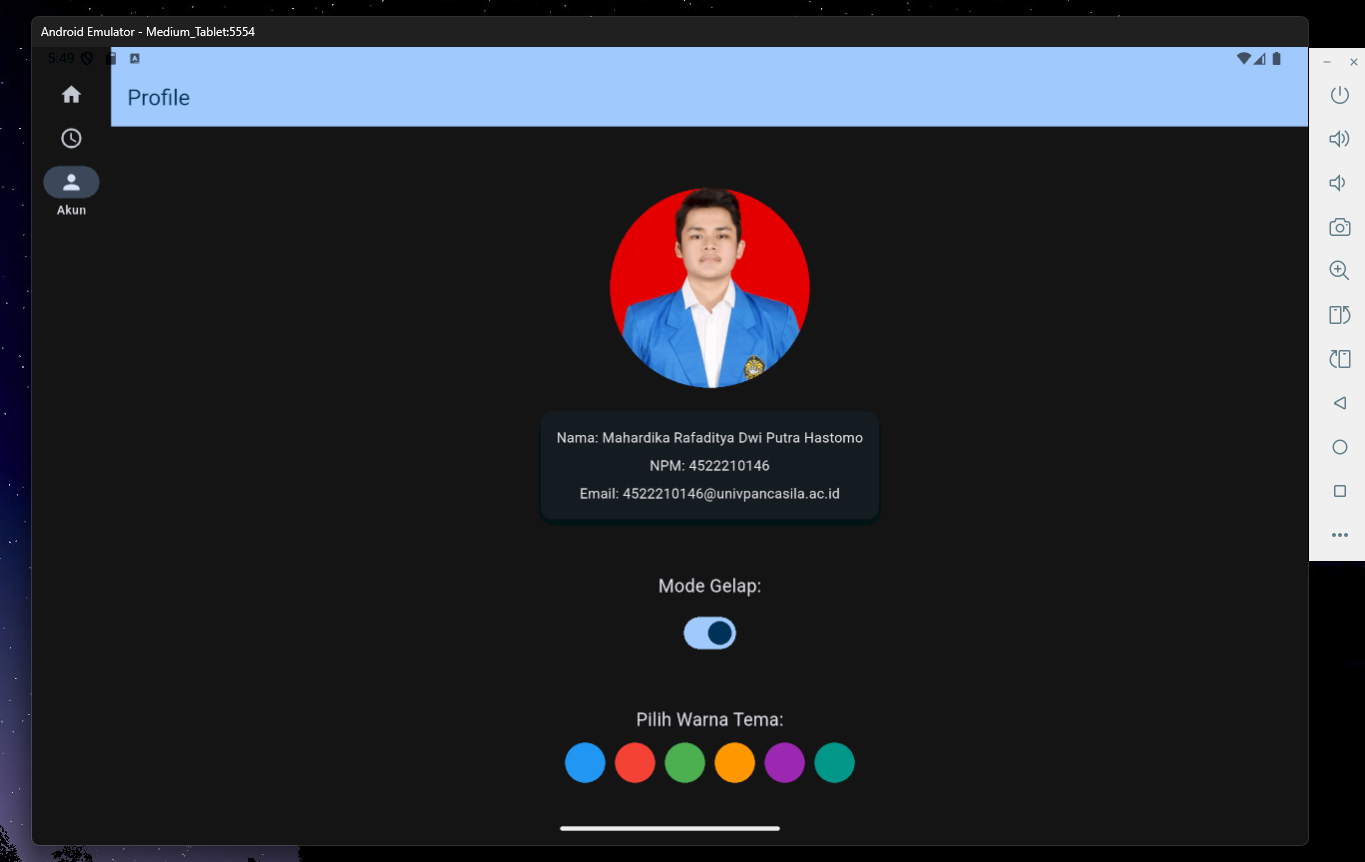 Android Emulator - Medium_Tablet:5554
5:49
Profile
Akun
Nama: Mahardika Rafaditya Dwi Putra Hastomo
NPM: 4522210146
Email: 4522210146@univpancasila.ac.id
Mode Gelap:
Pilih Warna Tema: